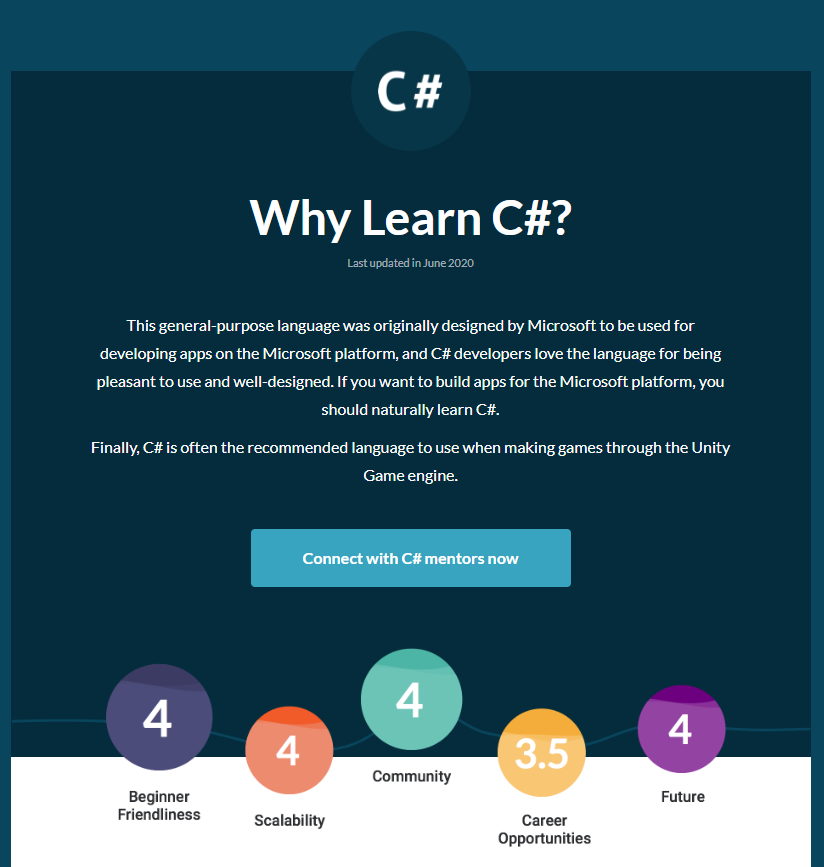 C #
Why Learn C#?
Last updated in June 2020
This general-purpose language was originally designed by Microsoft to be used for
developing apps on the Microsoft platform, and C# developers love the language for being
pleasant to use and well-designed. If you want to build apps for the Microsoft platform, you
should naturally learn C#.
Finally, C# is often the recommended language to use when making games through the Unity
Game engine.
Connect with C# mentors now
4
Beginner
Friendliness
4
Scalability
4
Community
3.5
Career
Opportunities
4
Future